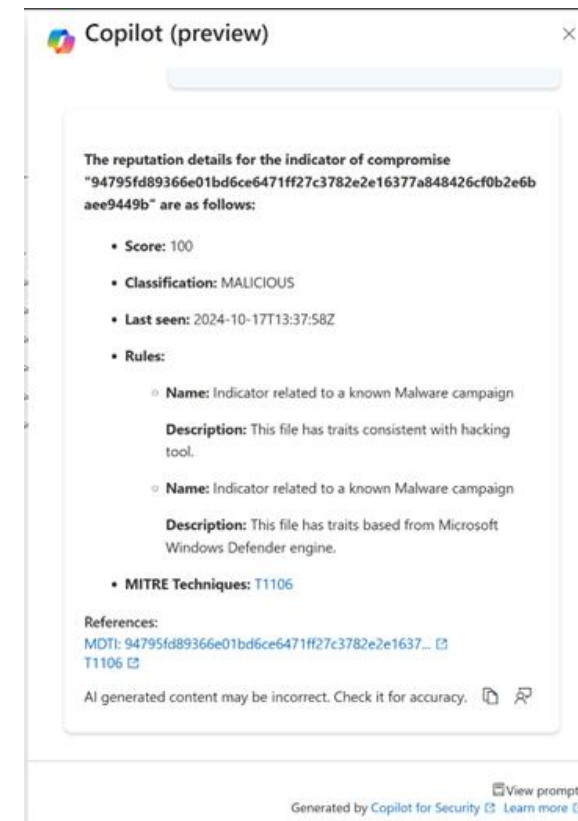 Copilot (preview)
The reputation details for the indicator of compromise
"94795fd89366e01bd6ce6471ff27c3782e2e16377a848426cf0b2e6b
aee9449b" are as follows:
• Score: 100
• Classification: MALICIOUS
• Last seen: 2024-10-17T13:37:58Z
• Rules:
◦ Name: Indicator related to a known Malware campaign
Description: This file has traits consistent with hacking
tool.
◦ Name: Indicator related to a known Malware campaign
Description: This file has traits based from Microsoft
Windows Defender engine.
• MITRE Techniques: T1106
References:
MDTI: 94795fd89366e01bd6ce6471ff27c3782e2e1637...
T1106
AI generated content may be incorrect. Check it for accuracy.
View prompt
Generated by Copilot for Security Learn more